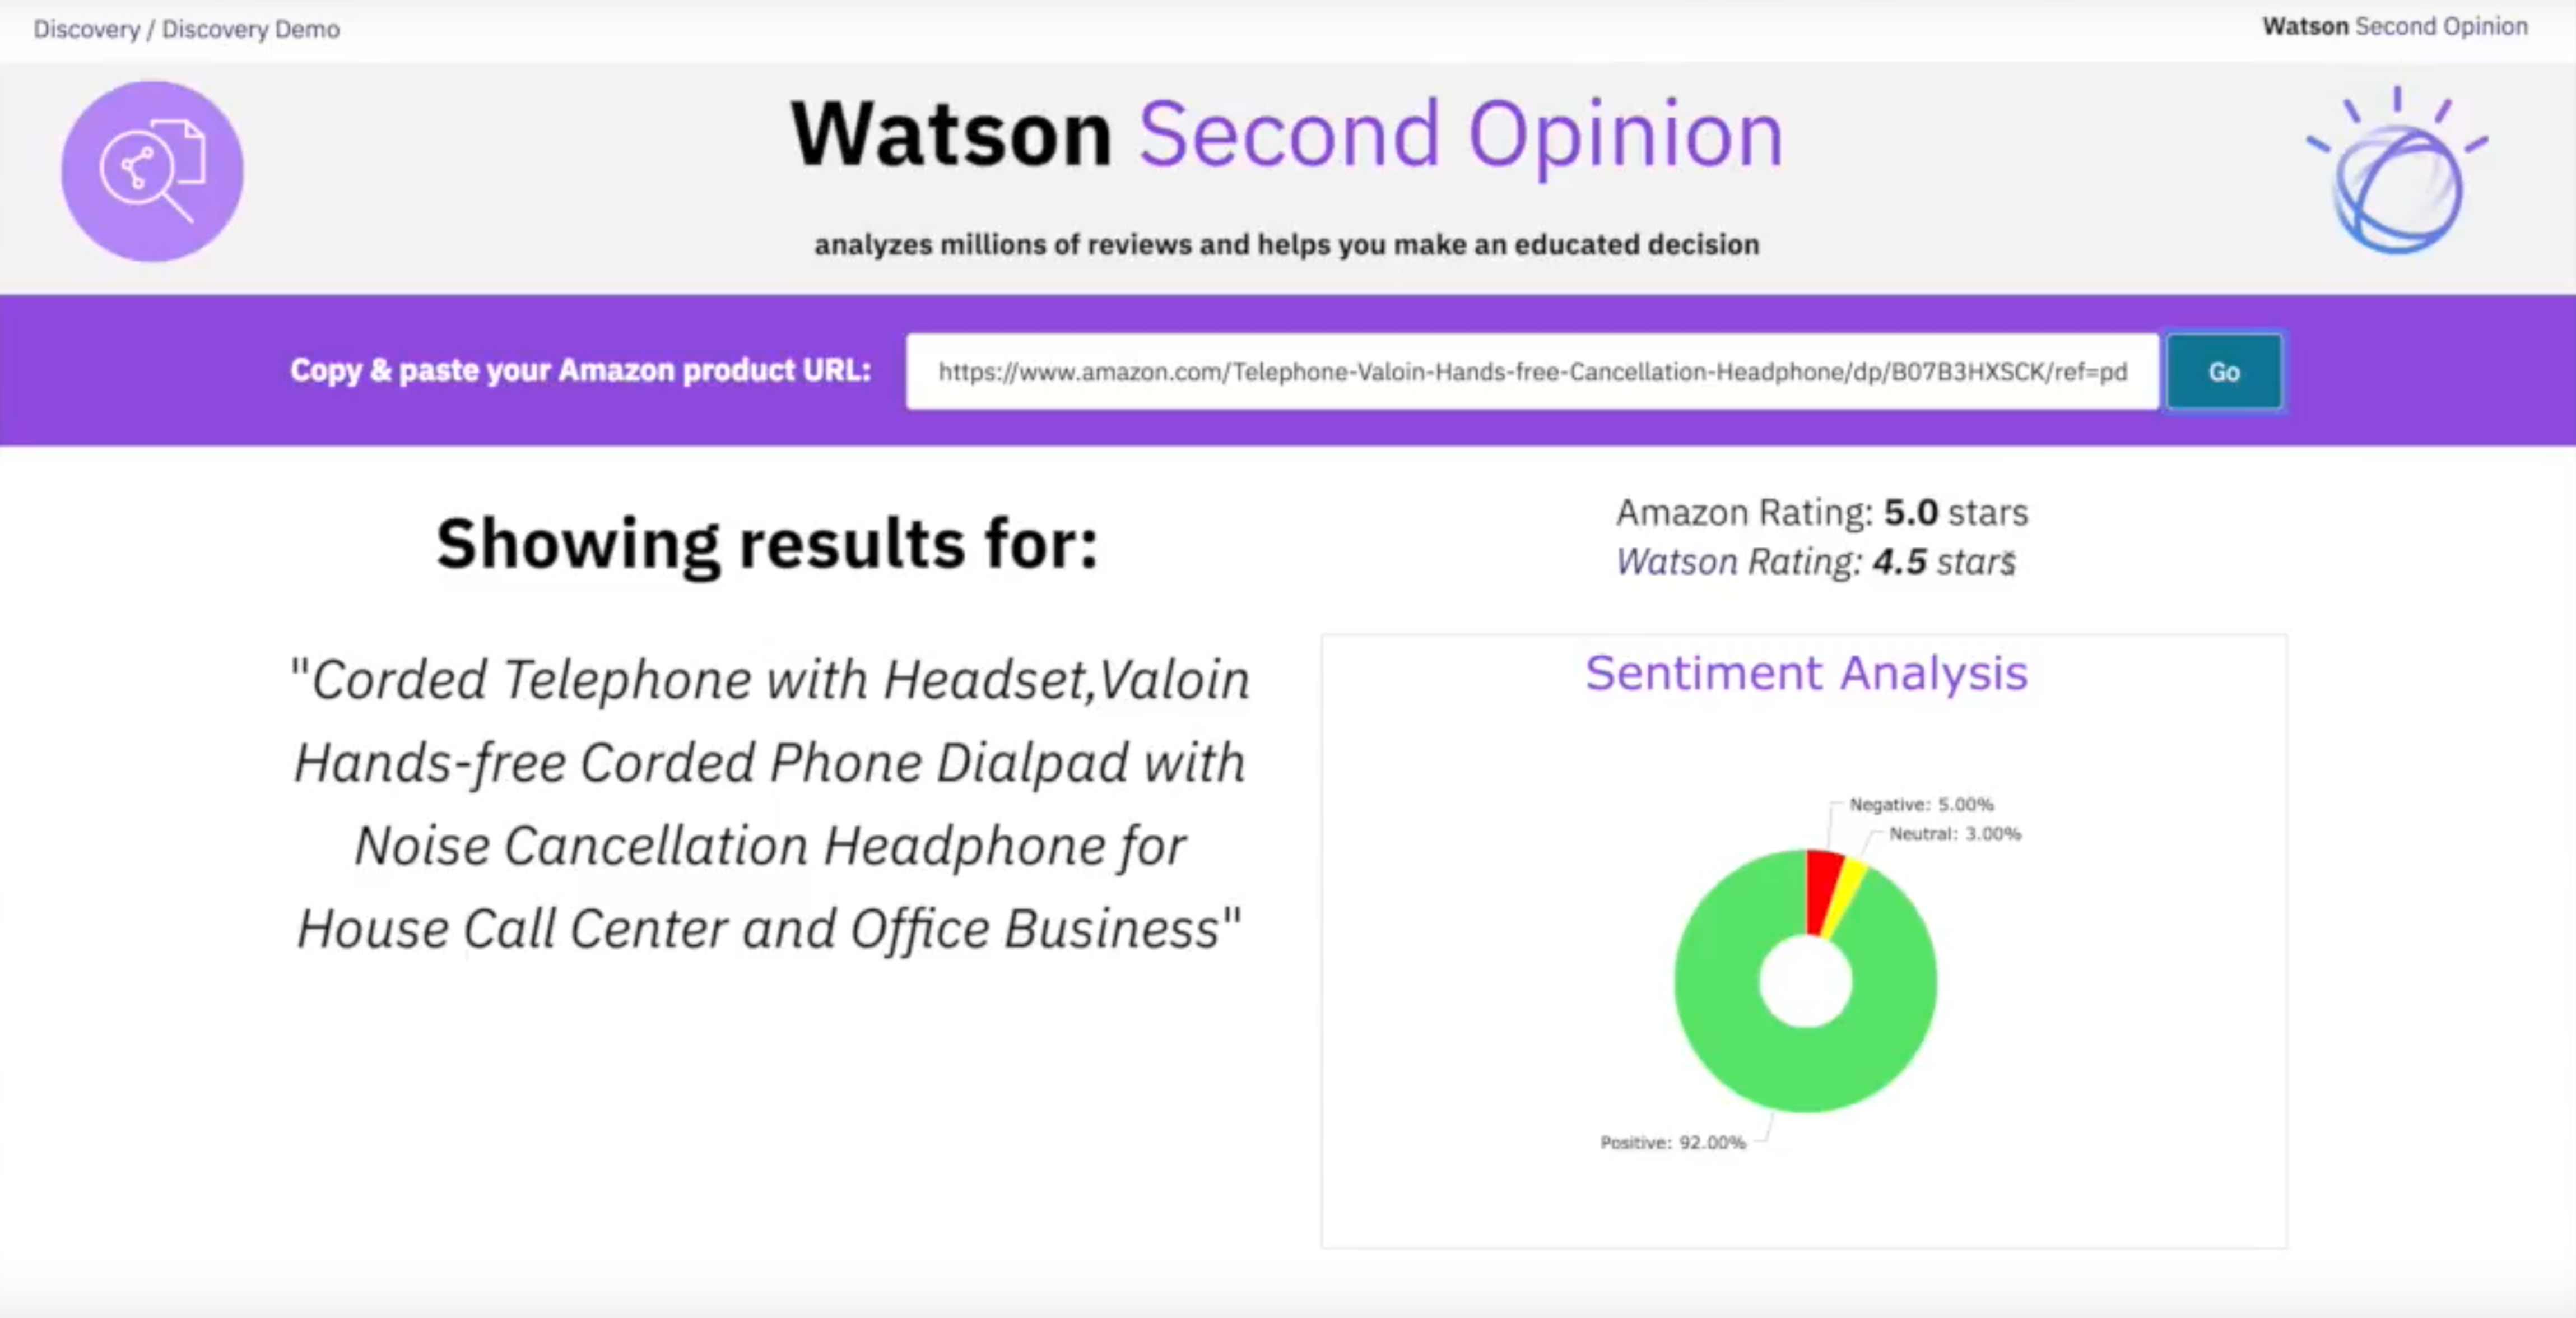 Discovery / Discovery Demo
Watson Second Opinion
Watson Second Opinion
analyzes millions of reviews and helps you make an educated decision
Copy & paste your Amazon product URL:
https://www.amazon.com/Telephone-Valoin-Hands-free-Cancellation-Headphone/dp/B07B3HXSCK/ref=pd
Go
Showing results for:
"Corded Telephone with Headset,Valoin
Hands-free Corded Phone Dialpad with
Noise Cancellation Headphone for
House Call Center and Office Business"
Amazon Rating: 5.0 stars
Watson Rating: 4.5 stars
Sentiment Analysis
Negative: 5.00%
Neutral: 3.00%
Positive: 92.00%